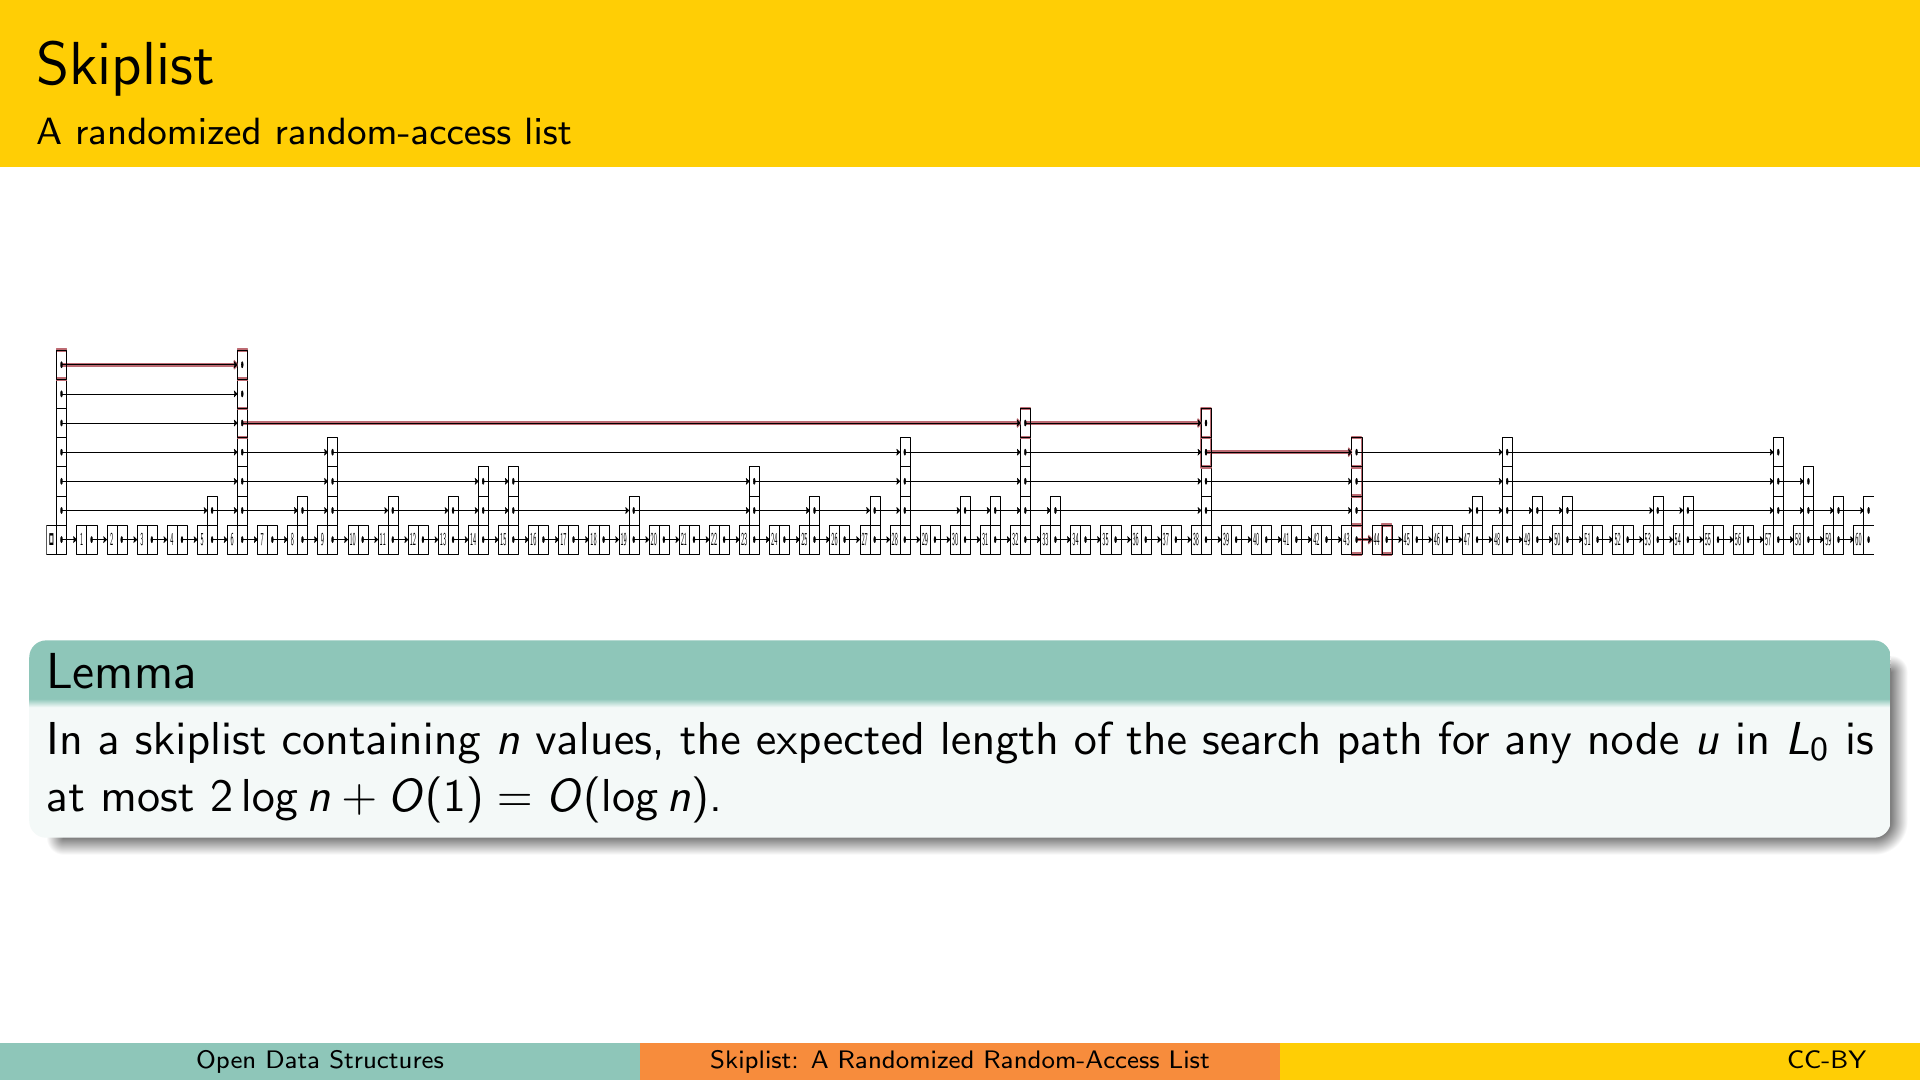 Skiplist
A randomized random-access list
1 2 3 4 5 6 7 8 9 10 11 12 13 14 15 16 17 18 19 20 21 22 23 24 25 26 27 28 29 30 31 32 33 34 35 36 37 38 39 40 41 42 43 44 45 46 47 48 49 50 51 52 53 54 55 56 57 58 59 60
Lemma
In a skiplist containing n values, the expected length of the search path for any node u in L₀ is
at most 2 log n + O(1) = O(log n).
Open Data Structures
Skiplist: A Randomized Random-Access List
CC-BY